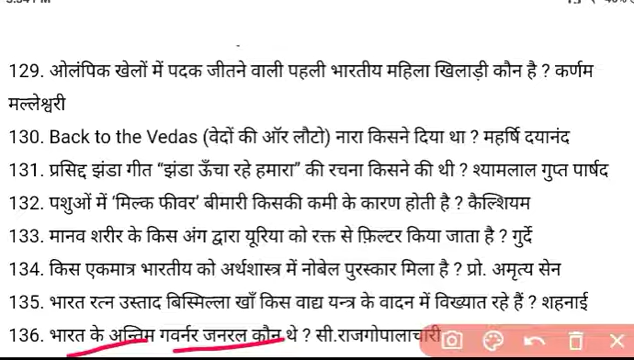 129. ओलंपिक खेलों में पदक जीतने वाली पहली भारतीय महिला खिलाड़ी कौन है ? कर्णम
मल्लेश्वरी
130. Back to the Vedas (वेदों की ऑर लौटो) नारा किसने दिया था ? महर्षि दयानंद
131. प्रसिद्द झंडा गीत “झंडा ऊँचा रहे हमारा” की रचना किसने की थी ? श्यामलाल गुप्त पार्षद
132. पशुओं में ‘मिल्क फीवर’ बीमारी किसकी कमी के कारण होती है ? कैल्शियम
133. मानव शरीर के किस अंग द्वारा यूरिया को रक्त से फ़िल्टर किया जाता है ? गुर्दे
134. किस एकमात्र भारतीय को अर्थशास्त्र में नोबेल पुरस्कार मिला है ? प्रो. अमृत्य सेन
135. भारत रत्न उस्ताद बिस्मिल्ला खाँ किस वाद्य यन्त्र के वादन में विख्यात रहे हैं ? शहनाई
136. भारत के अन्तिम गवर्नर जनरल कौन थे ? सी.राजगोपालाचारी